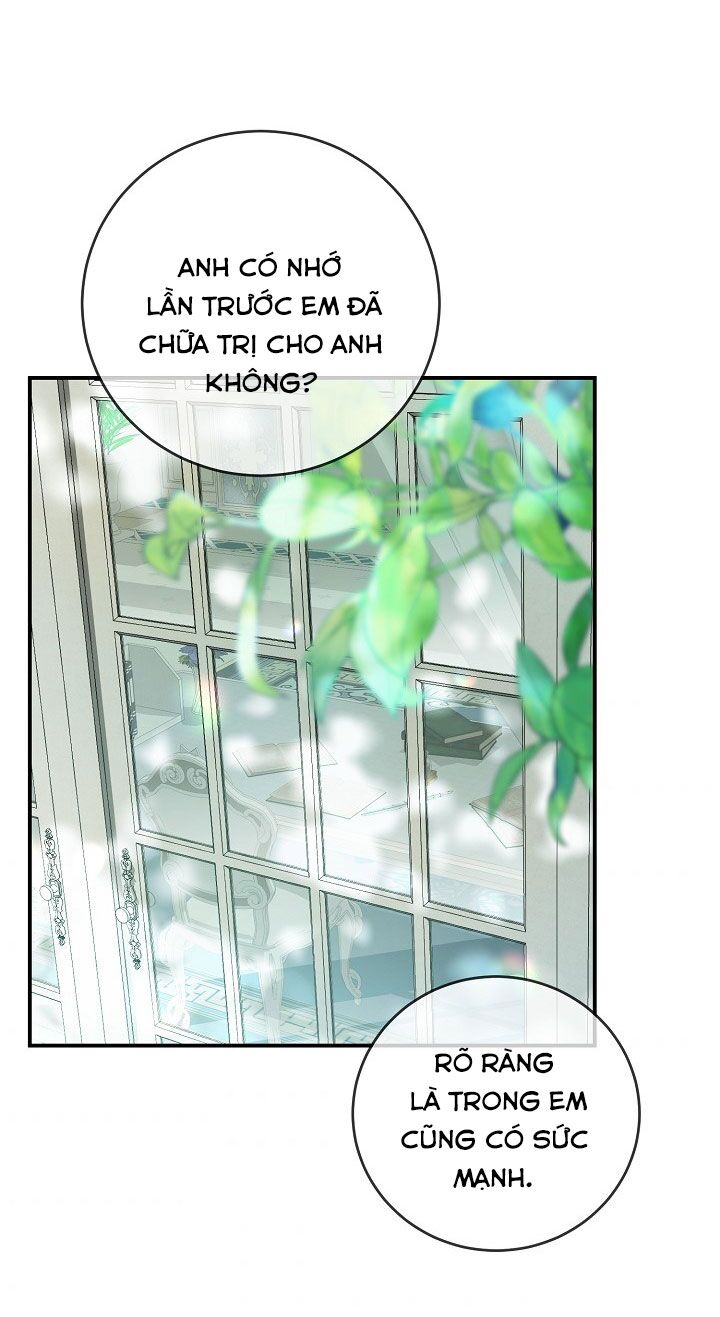 ANH CÓ NHỚ
LẦN TRƯỚC EM ĐÃ
CHỮA TRỊ CHO ANH
KHÔNG?
RÕ RÀNG
LÀ TRONG EM
CŨNG CÓ SỨC
MẠNH.